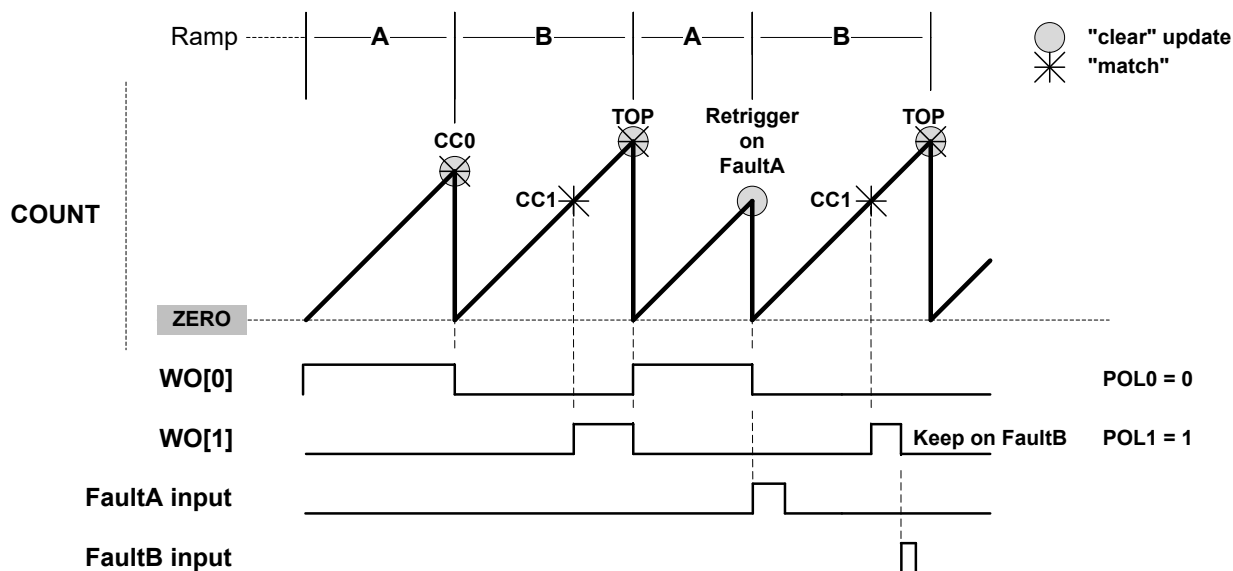 Ramp A B A B
"clear" update
"match"
CC0
TOP
Retrigger
on
FaultA
TOP
CC1
CC1
COUNT
ZERO
WO[0]
POL0 = 0
WO[1]
Keep on FaultB
POL1 = 1
FaultA input
FaultB input